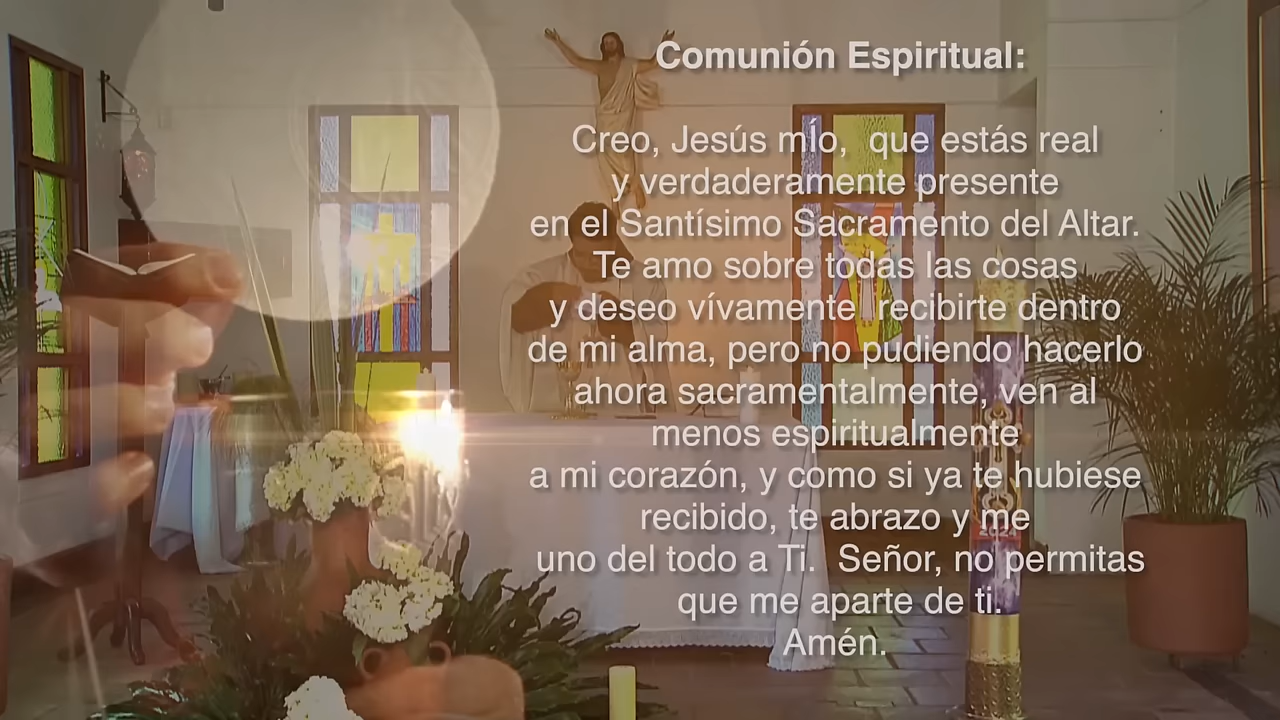 Comunión Espiritual:
Creo, Jesús mÍo,  que estás real
y verdaderamente presente
en el Santísimo Sacramento del Altar.
Te amo sobre todas las cosas
y deseo vívamente  recibirte dentro
de mi alma, pero no pudiendo hacerlo
ahora sacramentalmente, ven al
menos espiritualmente
a mi corazón, y como si ya te hubiese
recibido, te abrazo y me
uno del todo a Ti.  Señor, no permitas
que me aparte de ti.
Amén.